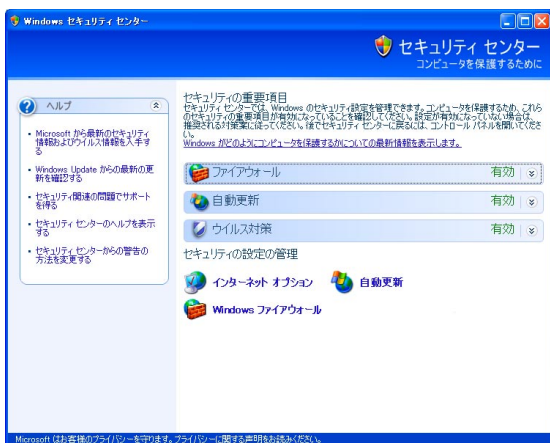 Windows セキュリティ センター
セキュリティ センター
コンピュータを保護するために
ヘルプ
Microsoft から最新のセキュリティ
情報およびウイルス情報を入手す
る
Windows Update からの最新の更
新を確認する
セキュリティ関連の問題でサポート
を得る
セキュリティ センターのヘルプを表示
する
セキュリティ センターからの警告の
方法を変更する
セキュリティの重要項目
セキュリティ センターでは、Windows のセキュリティ設定を管理できます。コンピュータを保護するため、これら
のセキュリティの重要項目が有効になっていることを確認してください。設定が有効になっていない場合は、
推奨される対策案に従ってください。後でセキュリティ センターに戻るには、コントロール パネルを開いてくださ
い。
Windows がどのようにコンピュータを保護するかについての最新情報を表示します。
ファイアウォール 有効
自動更新 有効
ウイルス対策 有効
セキュリティの設定の管理
インターネット オプション 自動更新
Windows ファイアウォール
Microsoft はお客様のプライバシーを守ります。プライバシーに関する声明をお読みください。